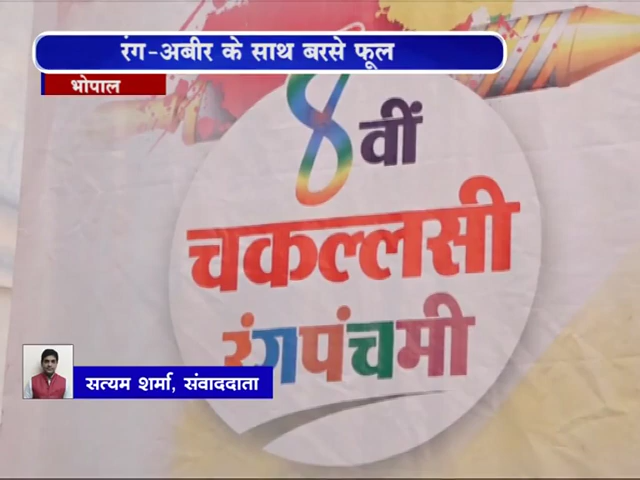 रंग-अबीर के साथ बरसे फूल
भोपाल
8वीं
चकल्लसी
रंगपंचमी
सत्यम शर्मा, संवाददाता